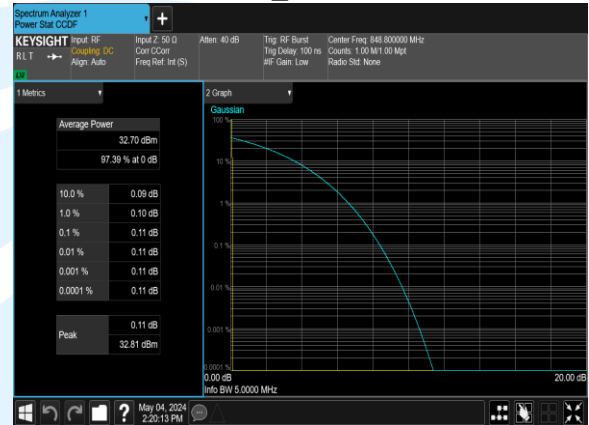 Spectrum Analyzer 1
Power Stat CCDF
+
KEYSIGHT
R L T
LXI
Input: RF
Coupling: DC
Align: Auto
Input Z: 50 Ω
Corr CCorr
Freq Ref: Int (S)
Atten: 40 dB
Trig: RF Burst
Trig Delay: 100 ns
#IF Gain: Low
Center Freq: 848.800000 MHz
Counts: 1.00 M/1.00 Mpt
Radio Std: None
1 Metrics
Average Power
32.70 dBm
97.39 % at 0 dB
10.0 % 0.09 dB
1.0 % 0.10 dB
0.1 % 0.11 dB
0.01 % 0.11 dB
0.001 % 0.11 dB
0.0001 % 0.11 dB
Peak
0.11 dB
32.81 dBm
2 Graph
Gaussian
100 %
10 %
1 %
0.1 %
0.01 %
0.001 %
0.0001 %
0.00 dB 20.00 dB
Info BW 5.0000 MHz
?
May 04, 2024
2:20:13 PM